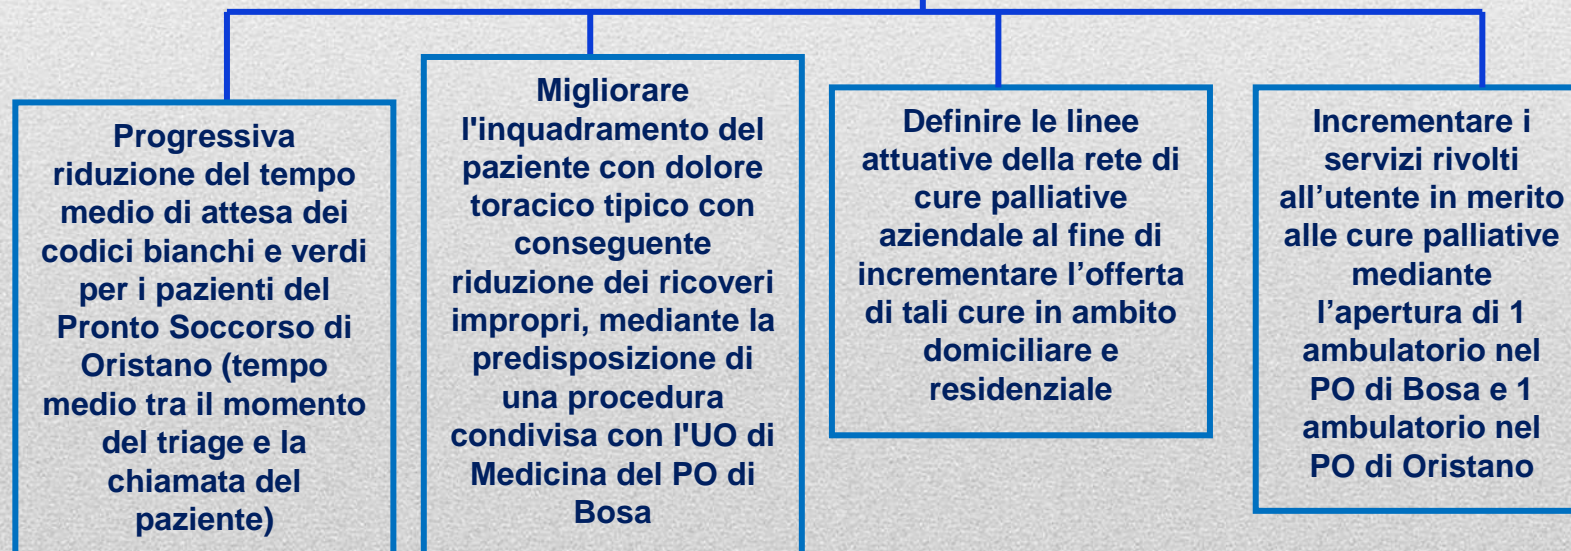 Progressiva
riduzione del tempo
medio di attesa dei
codici bianchi e verdi
per i pazienti del
Pronto Soccorso di
Oristano (tempo
medio tra il momento
del triage e la
chiamata del
paziente)
Migliorare
l'inquadramento del
paziente con dolore
toracico tipico con
conseguente
riduzione dei ricoveri
impropri, mediante la
predisposizione di
una procedura
condivisa con l'UO di
Medicina del PO di
Bosa
Definire le linee
attuative della rete di
cure palliative
aziendale al fine di
incrementare l’offerta
di tali cure in ambito
domiciliare e
residenziale
Incrementare i
servizi rivolti
all’utente in merito
alle cure palliative
mediante
l’apertura di 1
ambulatorio nel
PO di Bosa e 1
ambulatorio nel
PO di Oristano